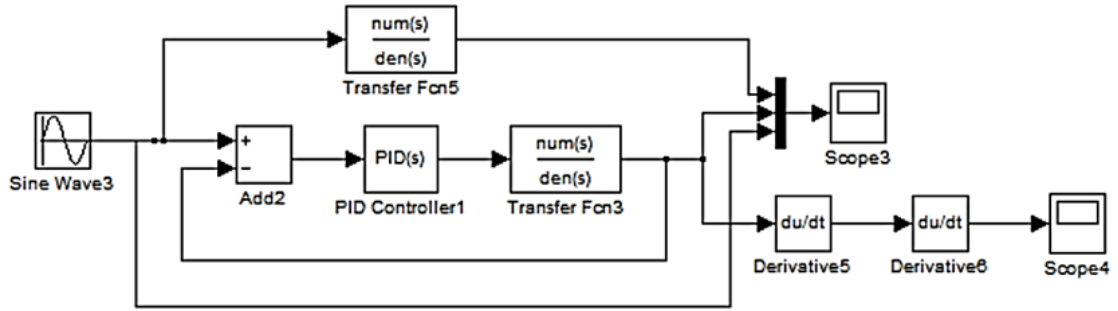 num(s)
den(s)
Transfer Fcn5
Sine Wave3
+
−
Add2
PID(s)
PID Controller1
num(s)
den(s)
Transfer Fcn3
Scope3
du/dt
Derivative5
du/dt
Derivative6
Scope4